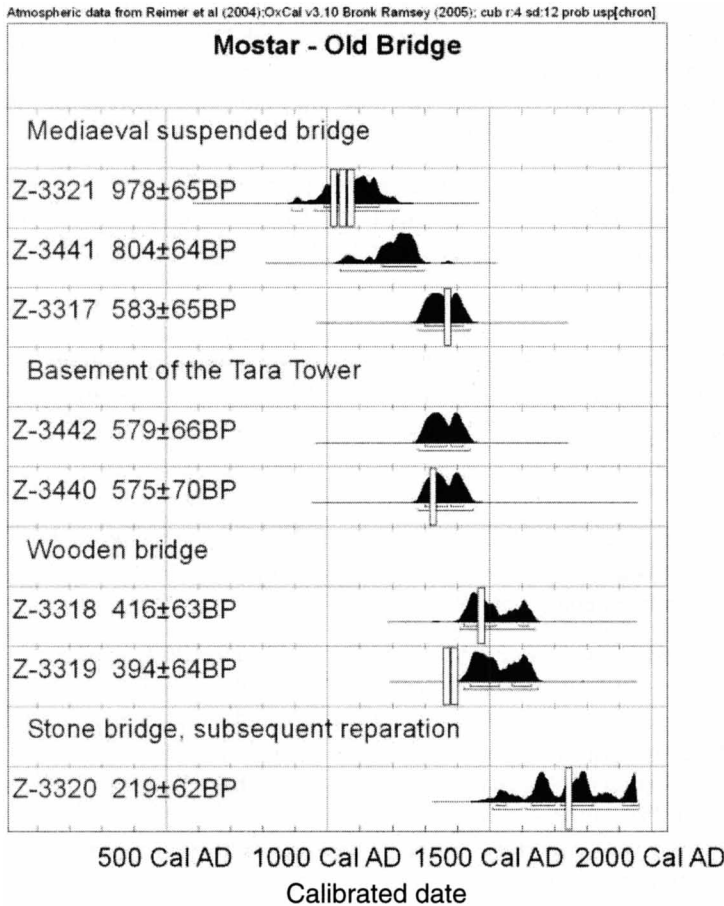 Atmospheric data from Reimer et al (2004);OxCal v3.10 Bronk Ramsey (2005); cub r:4 sd:12 prob usp[chron]
Mostar - Old Bridge
Mediaeval suspended bridge
Z-3321 978±65BP
Z-3441 804±64BP
Z-3317 583±65BP
Basement of the Tara Tower
Z-3442 579±66BP
Z-3440 575±70BP
Wooden bridge
Z-3318 416±63BP
Z-3319 394±64BP
Stone bridge, subsequent reparation
Z-3320 219±62BP
500 Cal AD 1000 Cal AD 1500 Cal AD 2000 Cal AD
Calibrated date